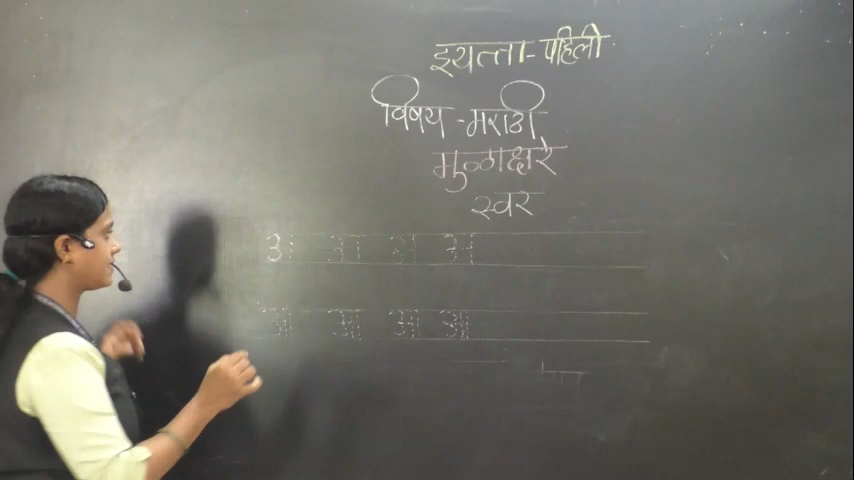 इयत्ता - पहिली
विषय - मराठी
मुळाक्षरे
स्वर
अ अ अ अ
आ आ आ आ